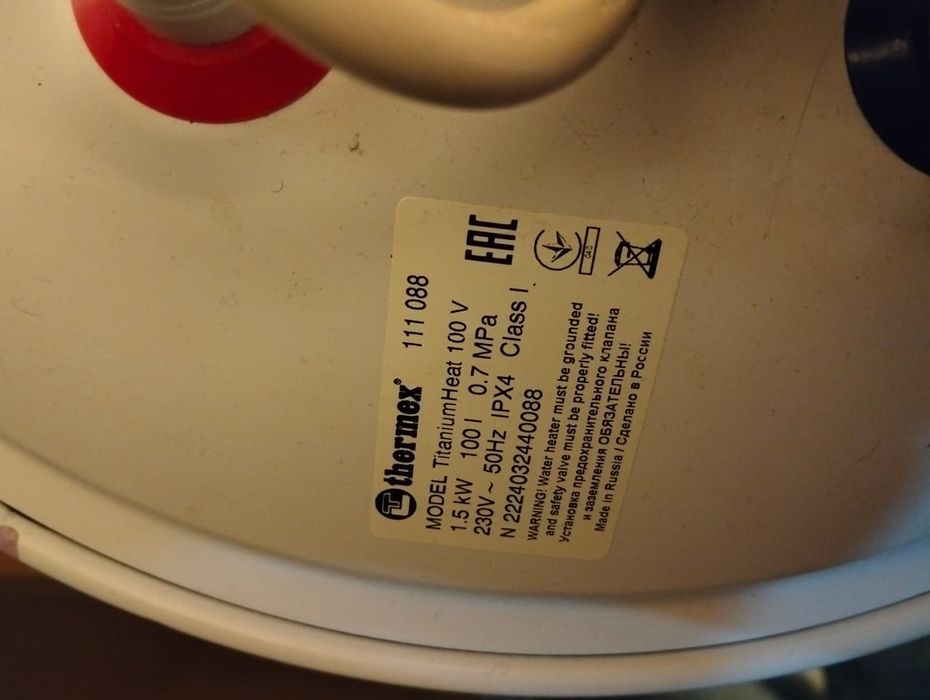 thermex® 111 088
MODEL TitaniumHeat 100 V
1.5 kW 100 l 0.7 MPa
230V ~ 50Hz IPX4 Class I
N 2224032440088
EAC
WARNING! Water heater must be grounded
and safety valve must be properly fitted!
Установка предохранительного клапана
и заземления ОБЯЗАТЕЛЬНЫ!
Made in Russia / Сделано в России